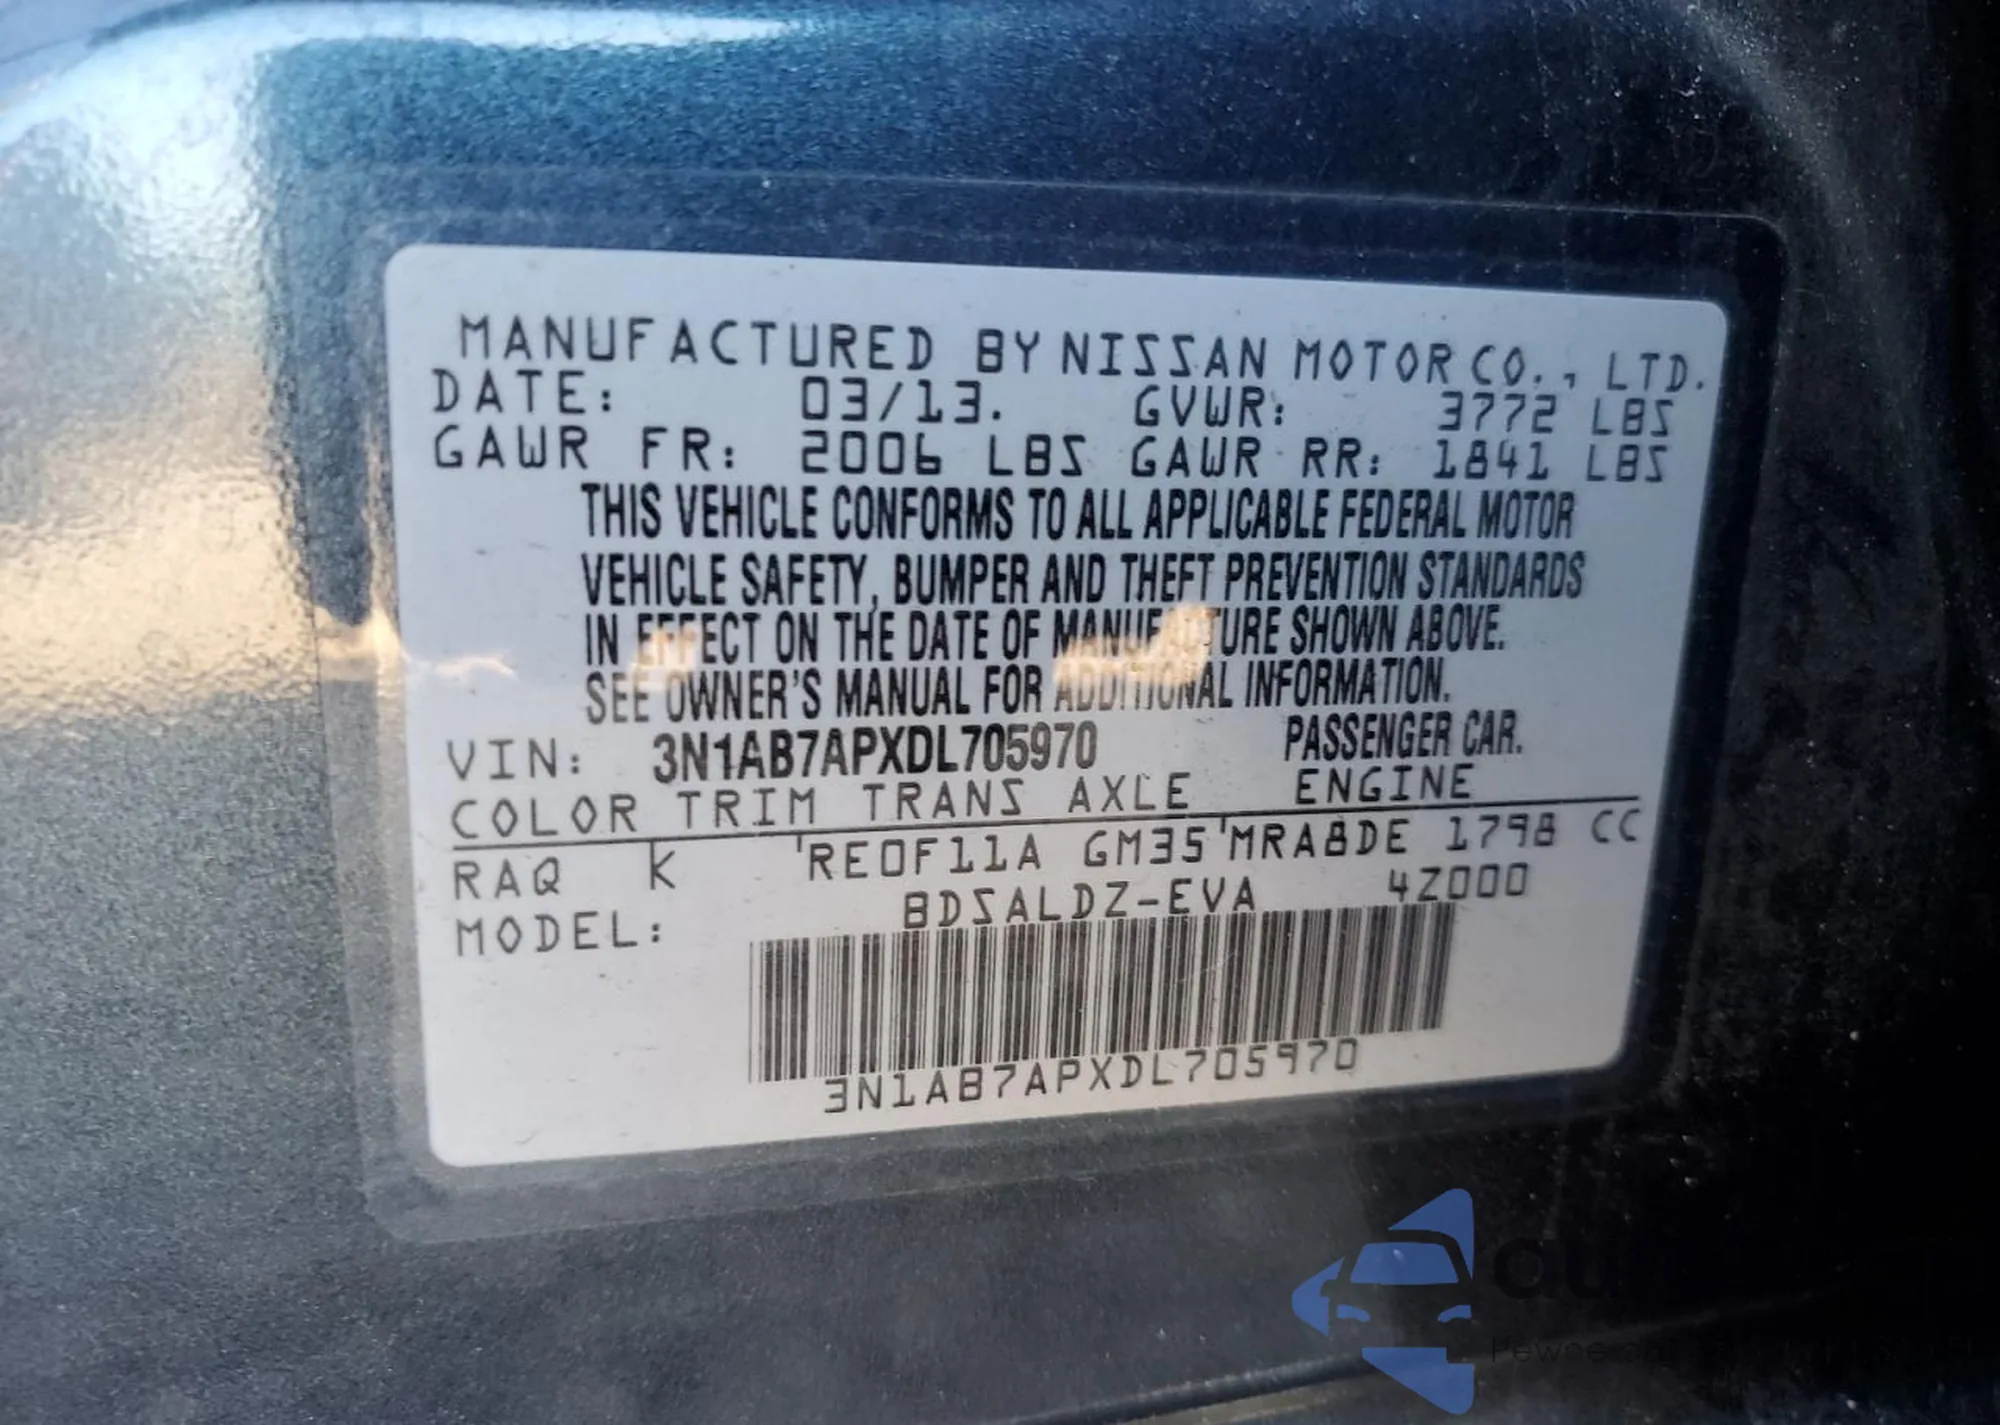 MANUFACTURED BY NISSAN MOTOR CO., LTD.
DATE: 03/13. GVWR: 3772 LBS
GAWR FR: 2006 LBS GAWR RR: 1841 LBS
THIS VEHICLE CONFORMS TO ALL APPLICABLE FEDERAL MOTOR
VEHICLE SAFETY, BUMPER AND THEFT PREVENTION STANDARDS
IN EFFECT ON THE DATE OF MANUFACTURE SHOWN ABOVE.
SEE OWNER'S MANUAL FOR ADDITIONAL INFORMATION.
VIN: 3N1AB7APXDL705970 PASSENGER CAR.
COLOR TRIM TRANS AXLE ENGINE
RAQ K 'RE0F11A GM35'MRA8DE 1798 CC
MODEL: BDSALDZ-EVA 4Z000
3N1AB7APXDL705970